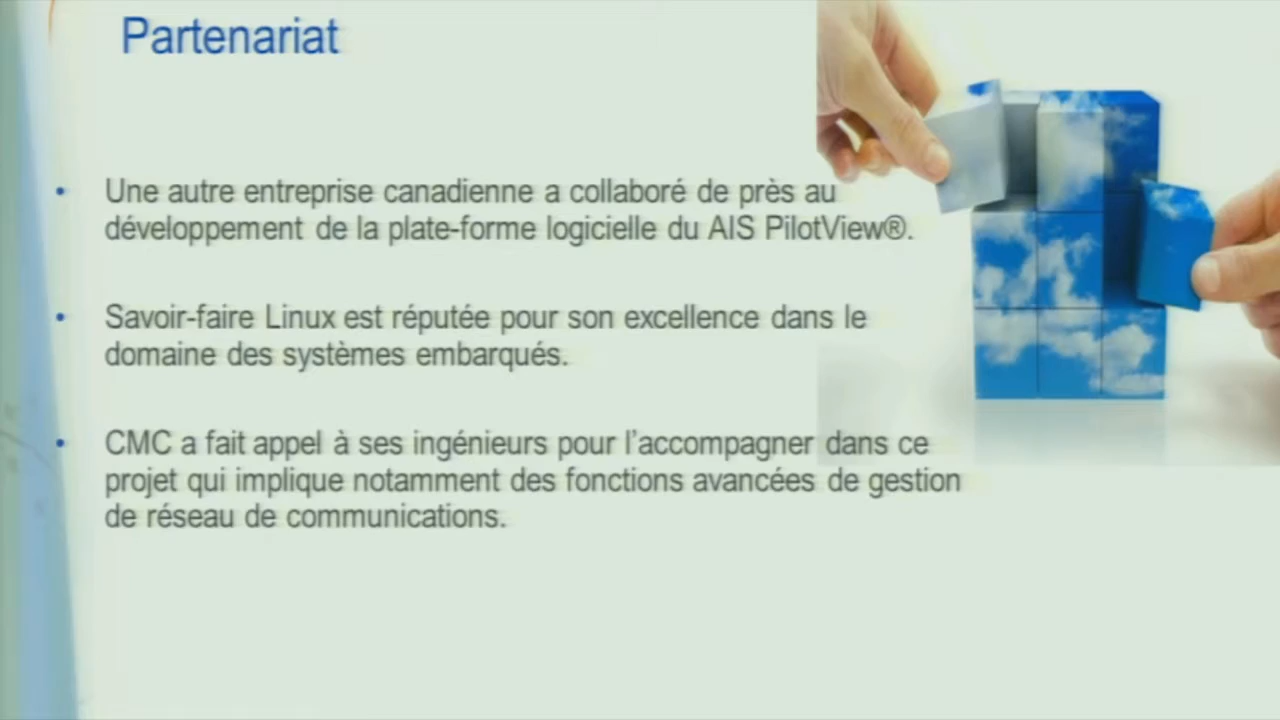 Partenariat
• Une autre entreprise canadienne a collaboré de près au
développement de la plate-forme logicielle du AIS PilotView®.
• Savoir-faire Linux est réputée pour son excellence dans le
domaine des systèmes embarqués.
• CMC a fait appel à ses ingénieurs pour l’accompagner dans ce
projet qui implique notamment des fonctions avancées de gestion
de réseau de communications.